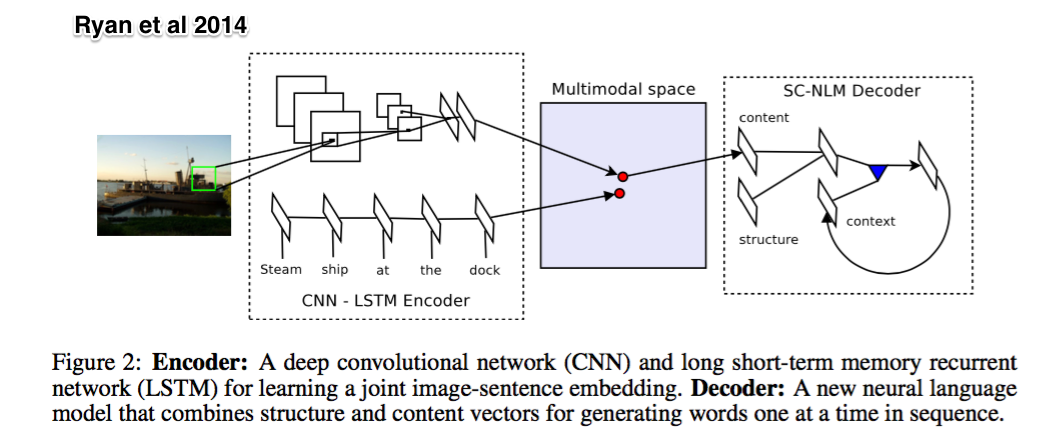 Ryan et al 2014
Multimodal space
SC-NLM Decoder
content
structure
context
Steam ship at the dock
CNN - LSTM Encoder
Figure 2: Encoder: A deep convolutional network (CNN) and long short-term memory recurrent
network (LSTM) for learning a joint image-sentence embedding. Decoder: A new neural language
model that combines structure and content vectors for generating words one at a time in sequence.